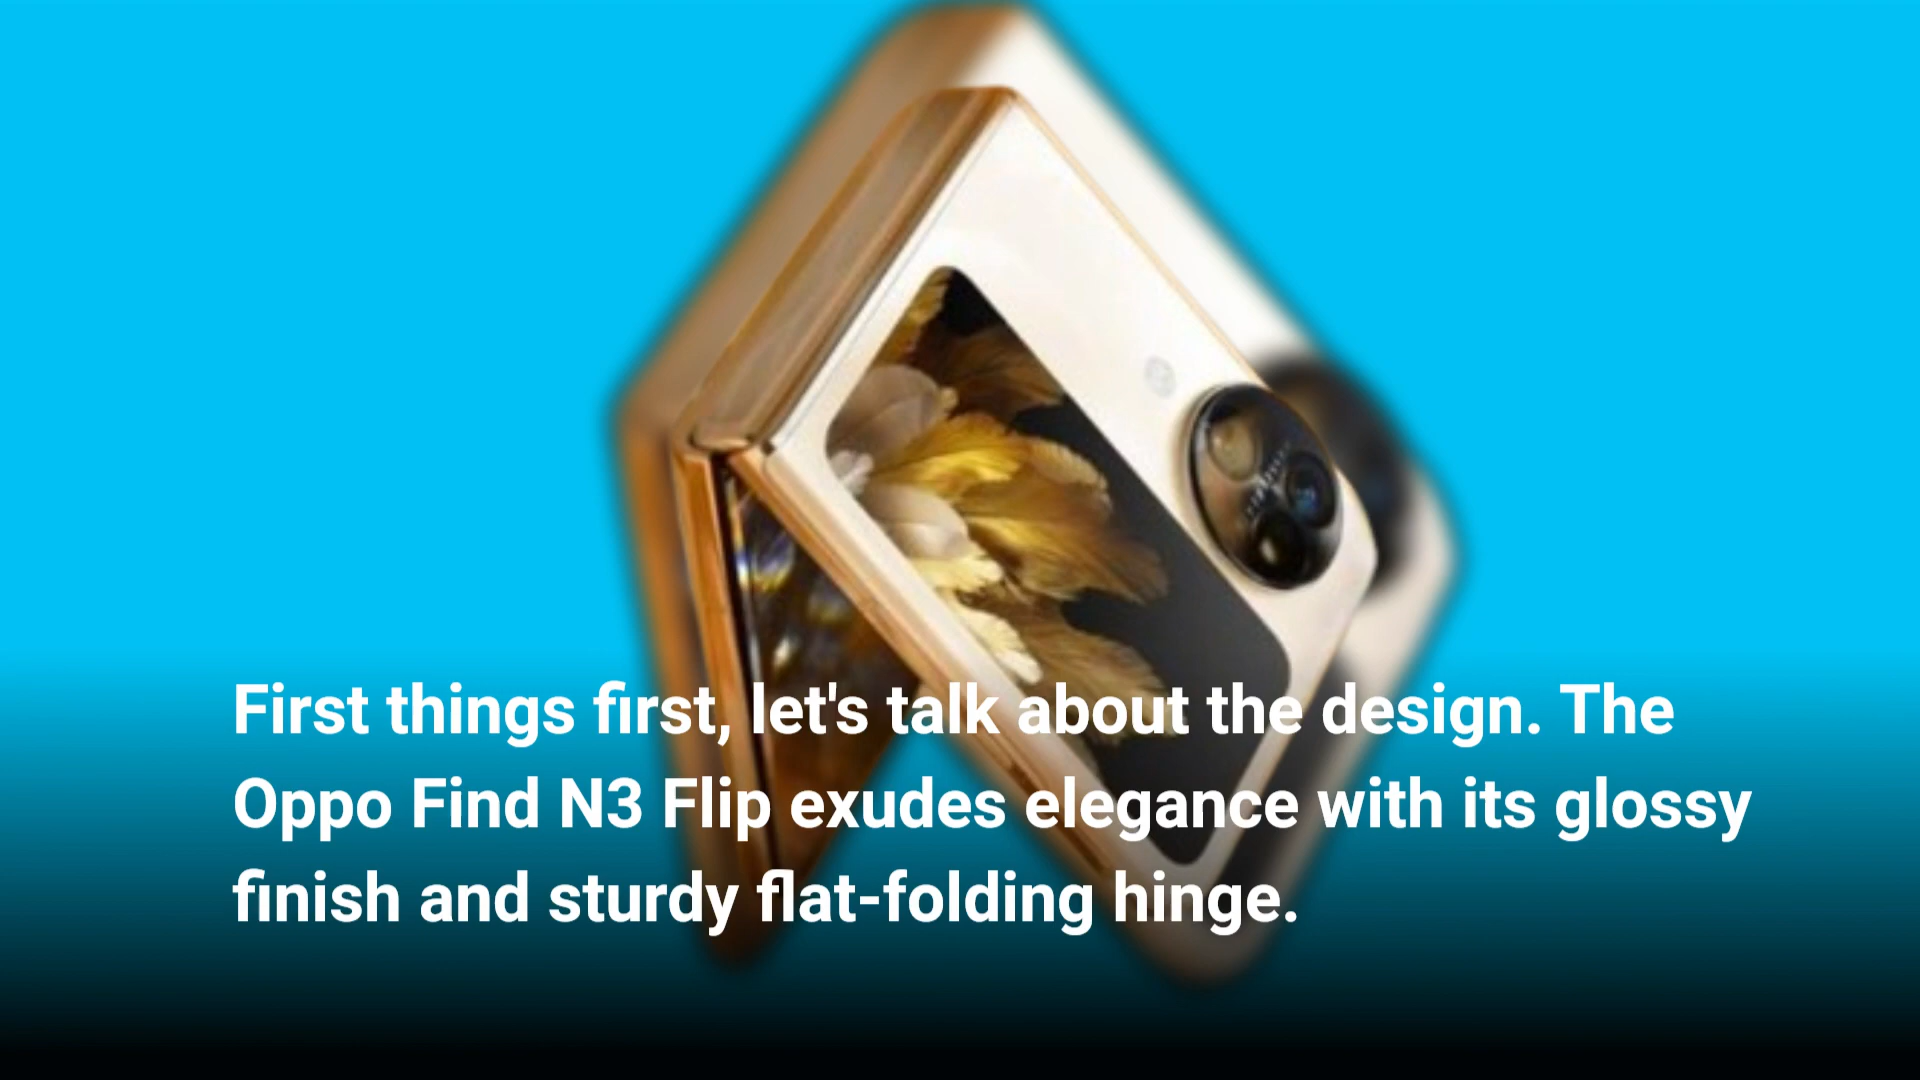 First things first, let's talk about the design. The
Oppo Find N3 Flip exudes elegance with its glossy
finish and sturdy flat-folding hinge.